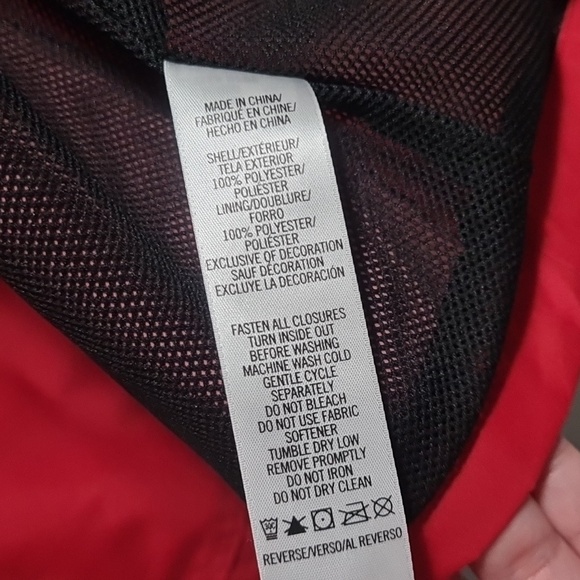 MADE IN CHINA/
FABRIQUÉ EN CHINE/
HECHO EN CHINA
SHELL/EXTÉRIEUR/
TELA EXTERIOR
100% POLYESTER/
POLIÉSTER
LINING/DOUBLURE/
FORRO
100% POLYESTER/
POLIÉSTER
EXCLUSIVE OF DECORATION
SAUF DÉCORATION
EXCLUYE LA DECORACIÓN
FASTEN ALL CLOSURES
TURN INSIDE OUT
BEFORE WASHING
MACHINE WASH COLD
GENTLE CYCLE
SEPARATELY
DO NOT BLEACH
DO NOT USE FABRIC
SOFTENER
TUMBLE DRY LOW
REMOVE PROMPTLY
DO NOT IRON
DO NOT DRY CLEAN
REVERSE/VERSO/AL REVERSO